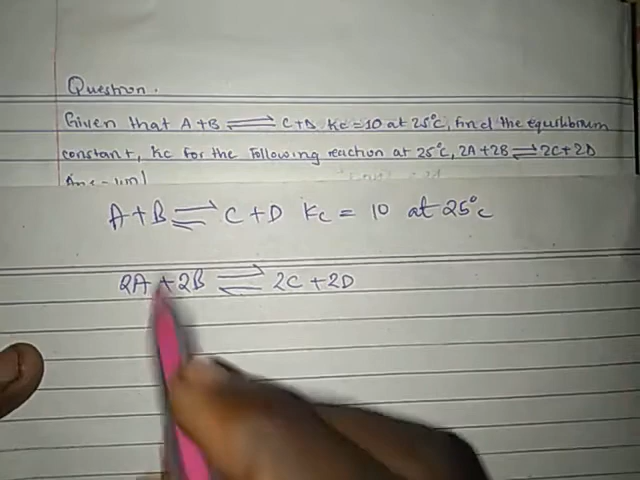 Question.
Given that A+B ⇌ C+D. Kc=10 at 25°C, find the equilibrium
constant, Kc for the following reaction at 25°C, 2A+2B ⇌ 2C+2D
A+B ⇌ C+D Kc = 10 at 25°C
2A+2B ⇌ 2C+2D